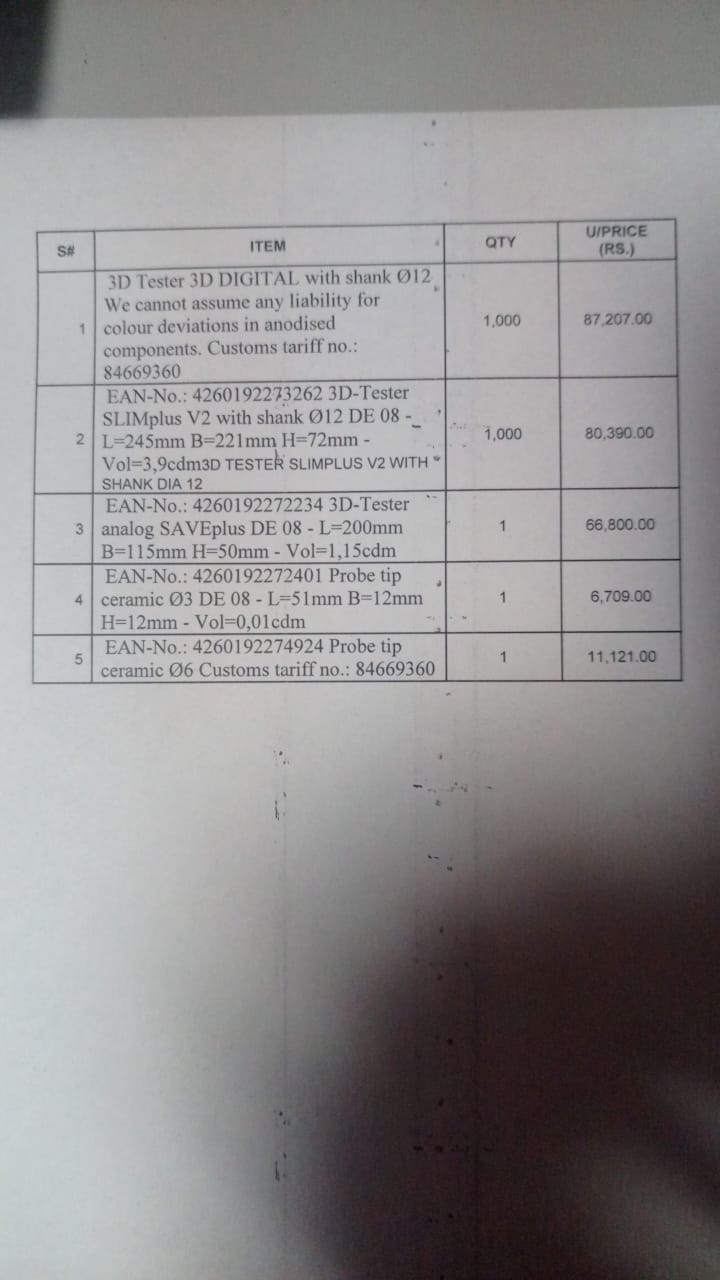 S# ITEM QTY U/PRICE
(RS.)
3D Tester 3D DIGITAL with shank Ø12
We cannot assume any liability for
1 colour deviations in anodised 1,000 87,207.00
components. Customs tariff no.:
84669360
EAN-No.: 4260192273262 3D-Tester
SLIMplus V2 with shank Ø12 DE 08 -
2 L=245mm B=221mm H=72mm - 1,000 80,390.00
Vol=3,9cdm3D TESTER SLIMPLUS V2 WITH
SHANK DIA 12
EAN-No.: 4260192272234 3D-Tester
3 analog SAVEplus DE 08 - L=200mm 1 66,800.00
B=115mm H=50mm - Vol=1,15cdm
EAN-No.: 4260192272401 Probe tip
4 ceramic Ø3 DE 08 - L=51mm B=12mm 1 6,709.00
H=12mm - Vol=0,01cdm
EAN-No.: 4260192274924 Probe tip
5 ceramic Ø6 Customs tariff no.: 84669360 1 11,121.00